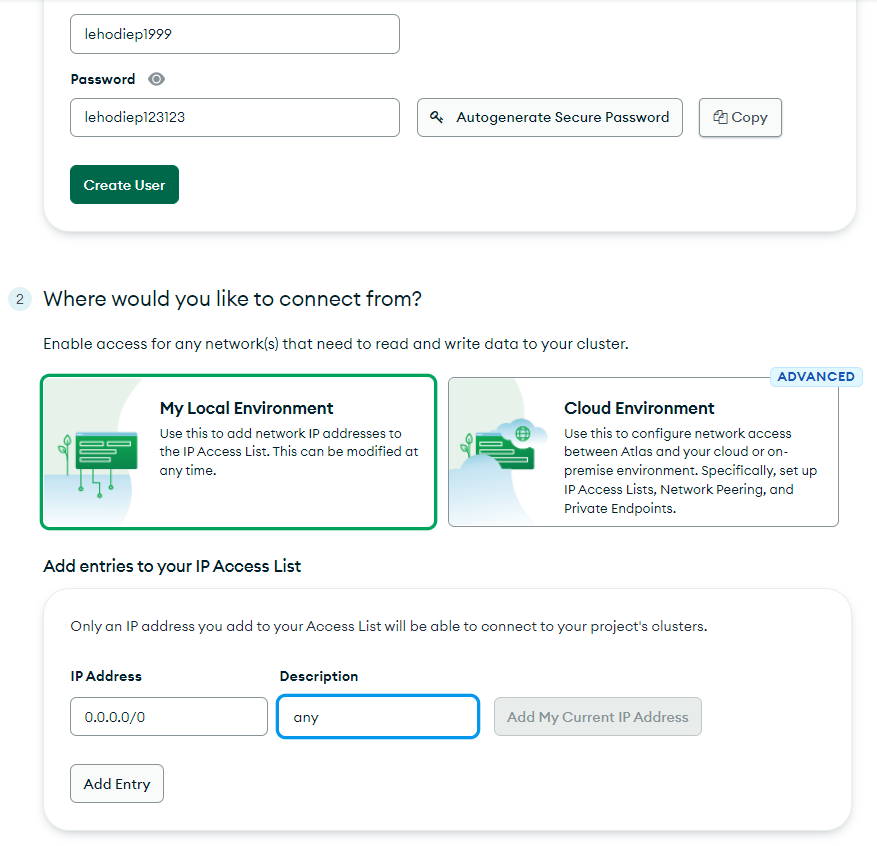 lehodiep1999
Password
lehodiep123123
Autogenerate Secure Password
Copy
Create User
2
Where would you like to connect from?
Enable access for any network(s) that need to read and write data to your cluster.
ADVANCED
My Local Environment
Use this to add network IP addresses to
the IP Access List. This can be modified at
any time.
Cloud Environment
Use this to configure network access
between Atlas and your cloud or on-
premise environment. Specifically, set up
IP Access Lists, Network Peering, and
Private Endpoints.
Add entries to your IP Access List
Only an IP address you add to your Access List will be able to connect to your project's clusters.
IP Address
Description
0.0.0.0/0
any
Add My Current IP Address
Add Entry